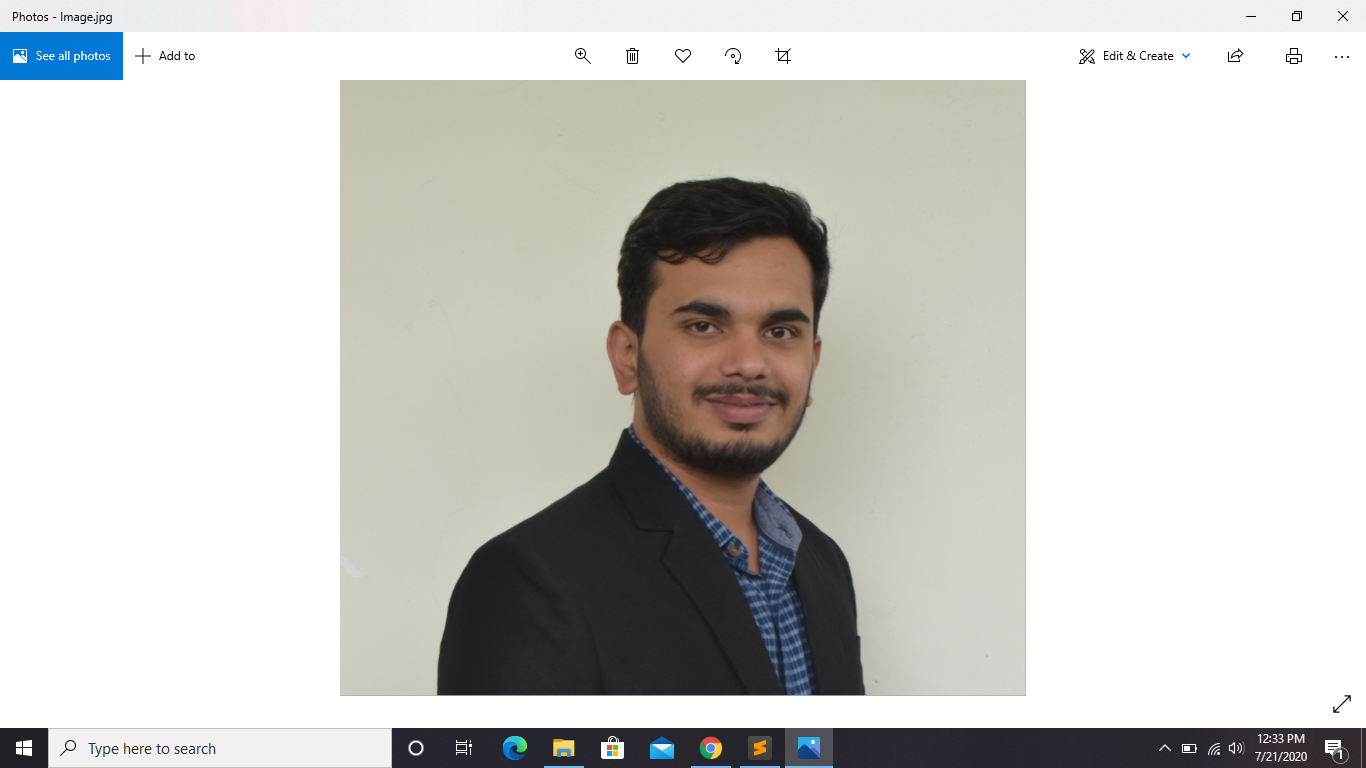 Photos - Image.jpg
See all photos
Add to
Edit & Create
Type here to search
12:33 PM
7/21/2020
1